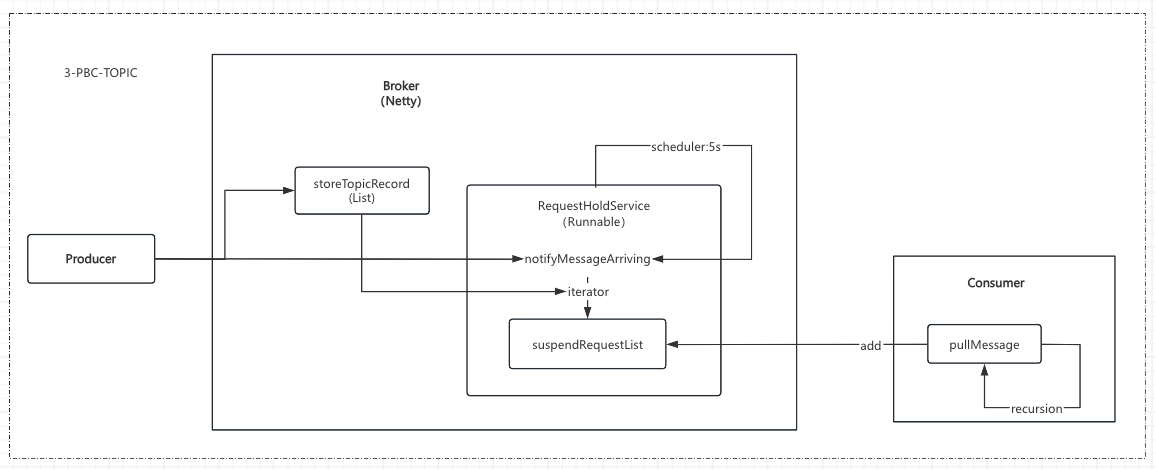 3-PBC-TOPIC
Broker
(Netty)
scheduler:5s
storeTopicRecord
(List)
RequestHoldService
(Runnable)
Producer
notifyMessageArriving
iterator
suspendRequestList
add
Consumer
pullMessage
recursion